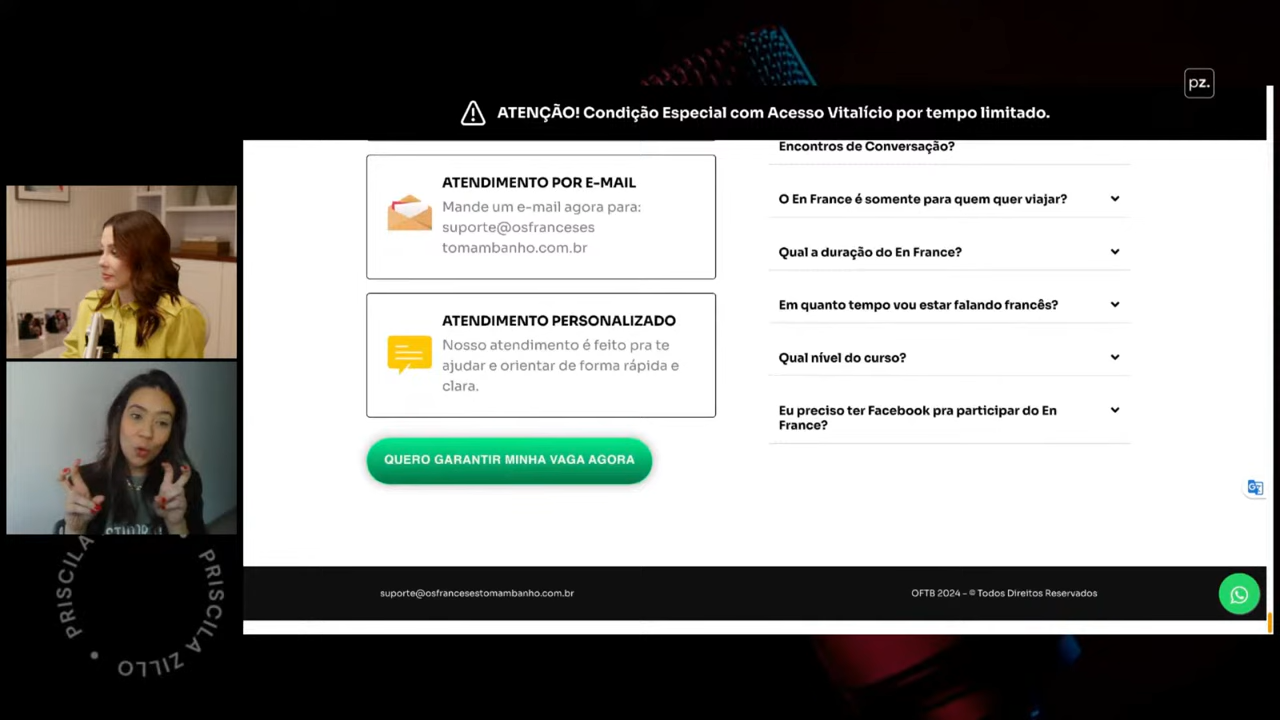 pz.
ATENÇÃO! Condição Especial com Acesso Vitalício por tempo limitado.
ATENDIMENTO POR E-MAIL
Mande um e-mail agora para:
suporte@osfranceses
tomambanho.com.br
ATENDIMENTO PERSONALIZADO
Nosso atendimento é feito pra te
ajudar e orientar de forma rápida e
clara.
QUERO GARANTIR MINHA VAGA AGORA
Encontros de Conversação?
O En France é somente para quem quer viajar?
Qual a duração do En France?
Em quanto tempo vou estar falando francês?
Qual nível do curso?
Eu preciso ter Facebook pra participar do En
France?
suporte@osfrancesestomambanho.com.br
OFTB 2024 – © Todos Direitos Reservados
PRISCILA ZILLO • PRISCILA